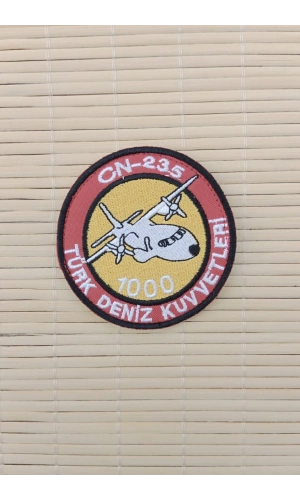 CN-235
1000
TÜRK DENİZ KUVVETLERİ